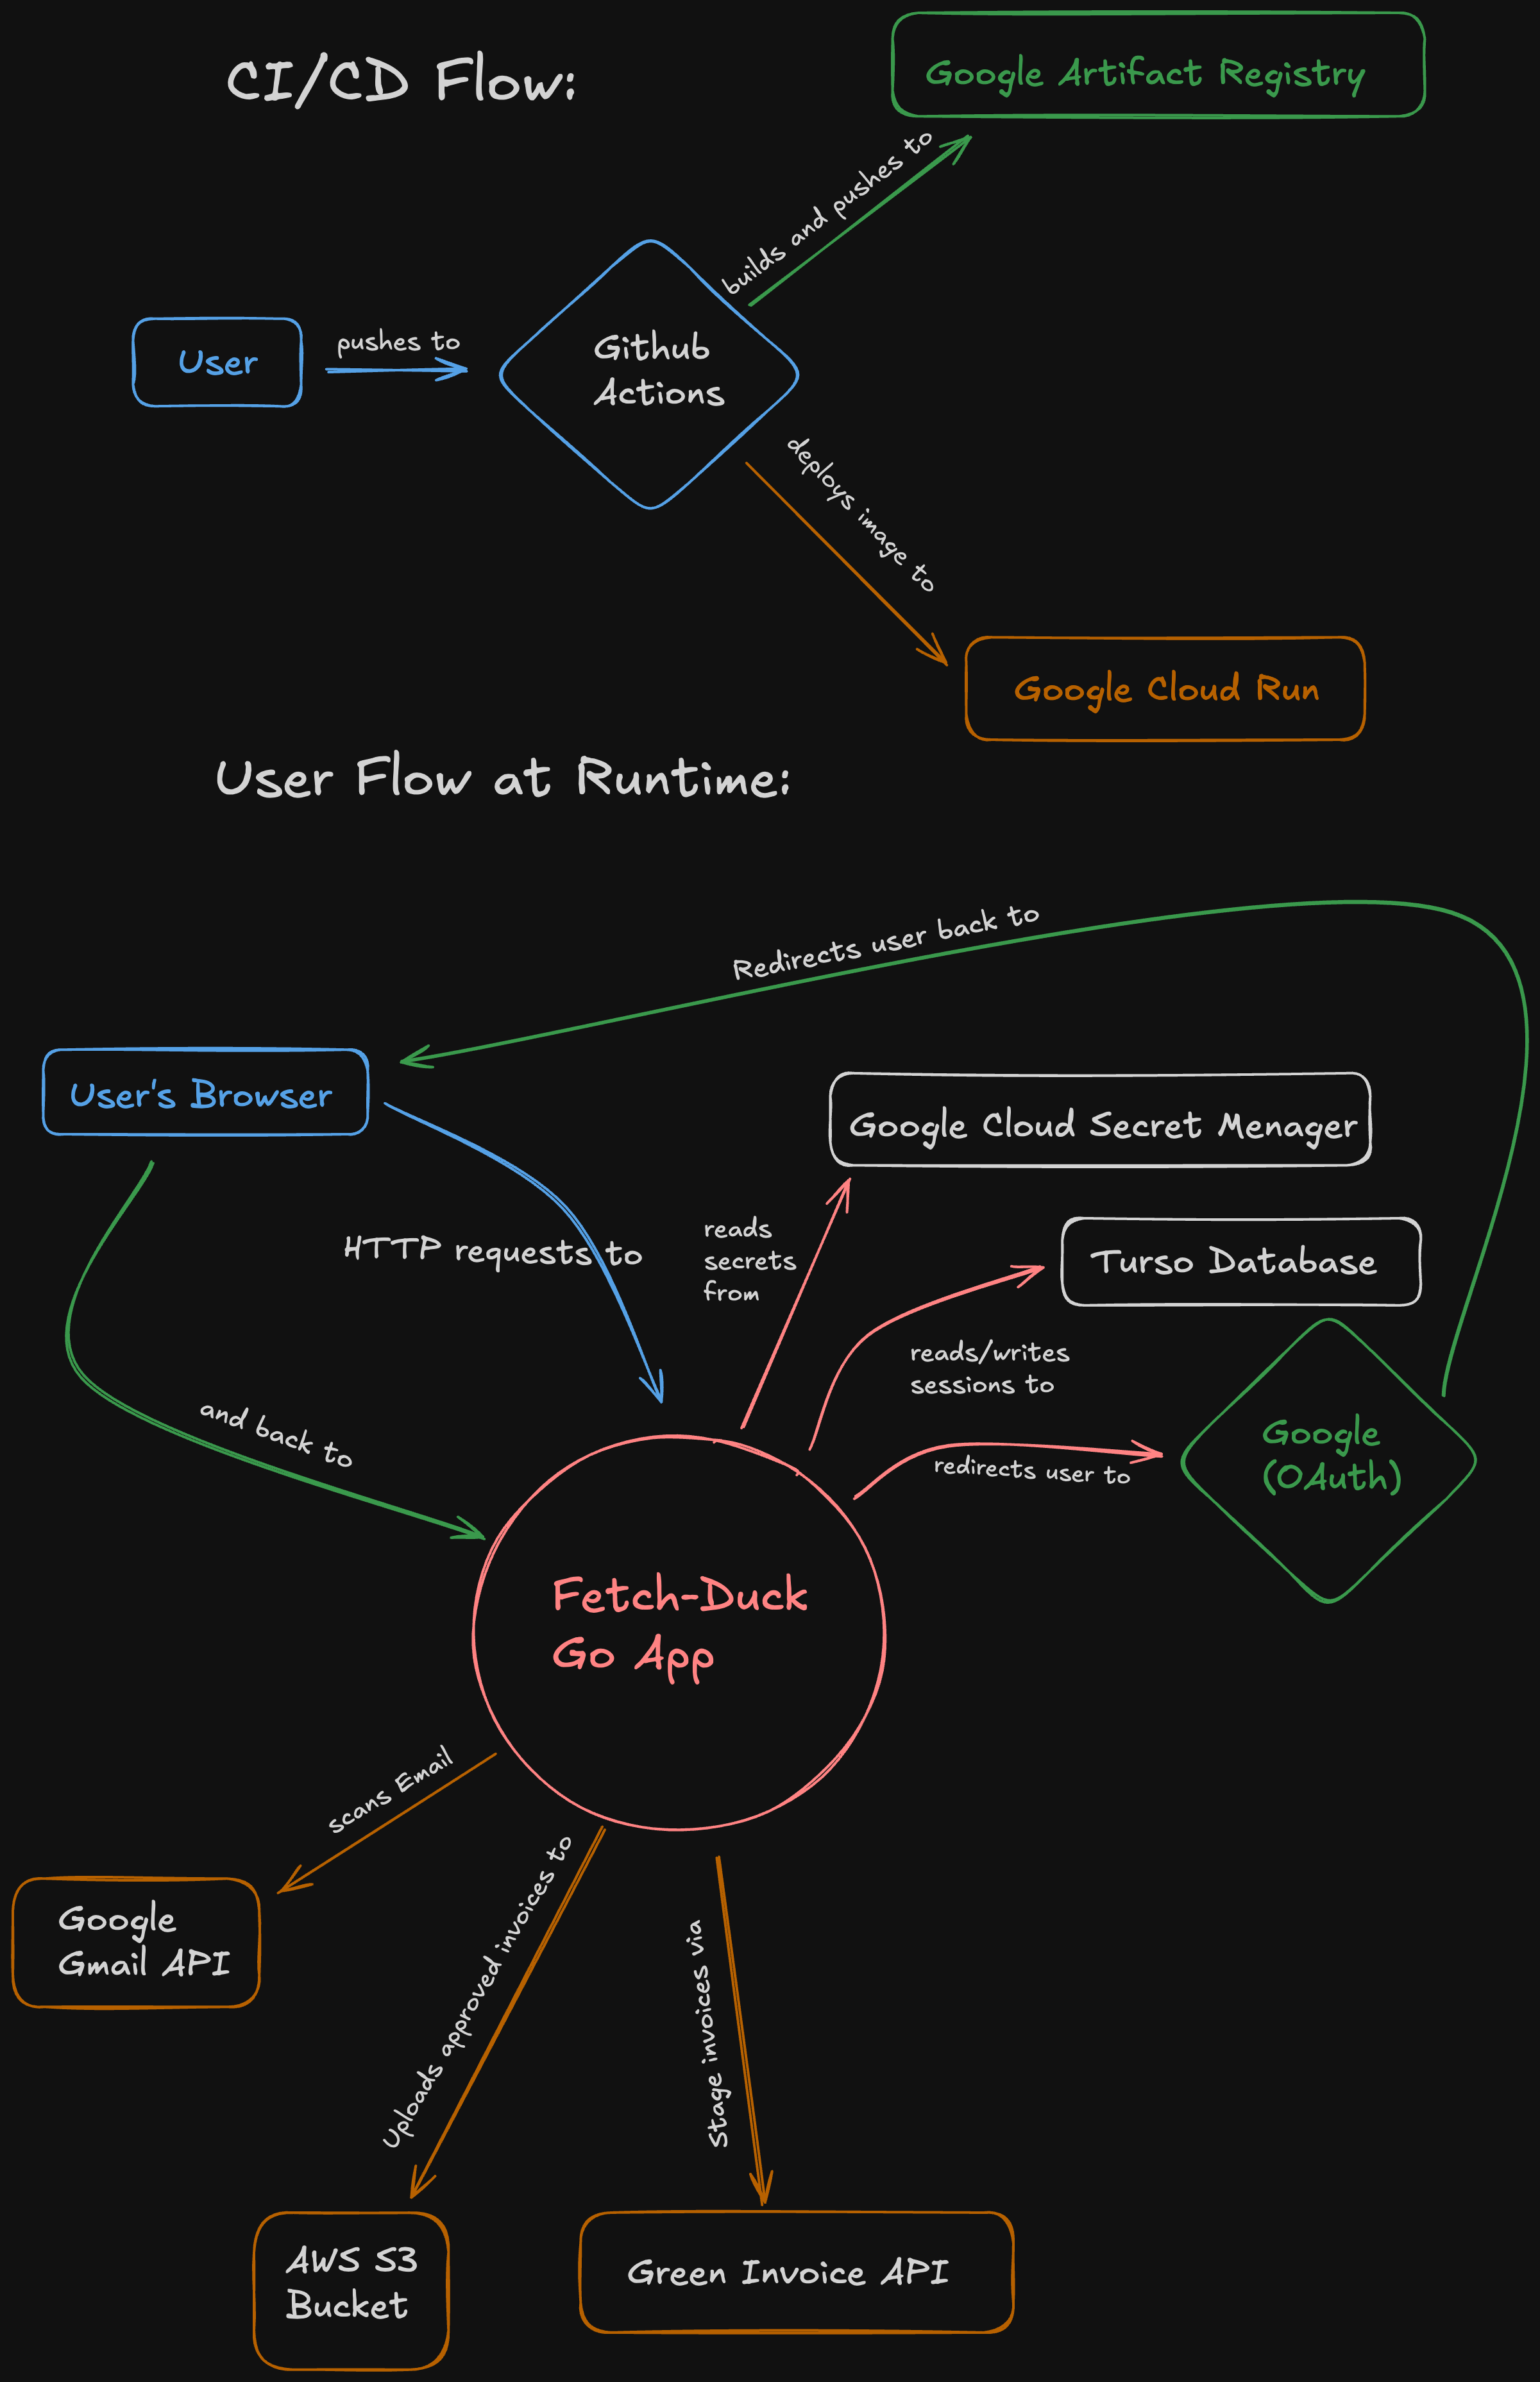 CI/CD Flow:
Google Artifact Registry
builds and pushes to
User
pushes to
Github
Actions
deploys image to
Google Cloud Run
User Flow at Runtime:
Redirects user back to
User's Browser
Google Cloud Secret Menager
HTTP requests to
reads
secrets
from
Turso Database
reads/writes
sessions to
and back to
redirects user to
Google
(OAuth)
Fetch-Duck
Go App
scans Email
Uploads approved invoices to
Stage invoices via
Google
Gmail API
AWS S3
Bucket
Green Invoice API